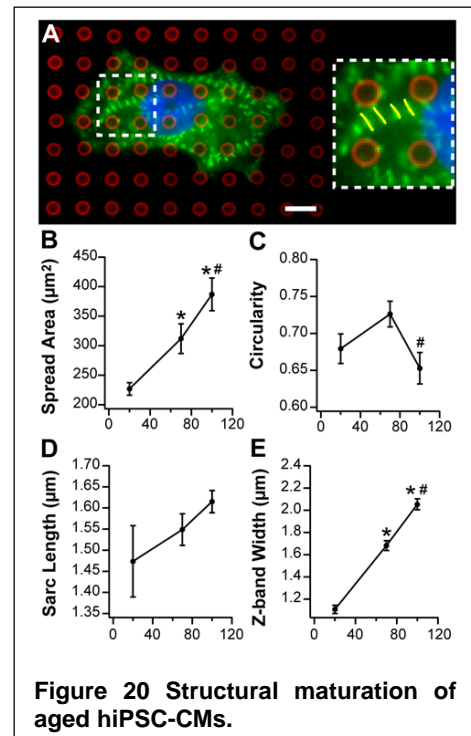 A
B
C
Spread Area (µm²)
450
400
350
300
250
200
*
*#
0 40 80 120
Circularity
0.80
0.75
0.70
0.65
0.60
#
0 40 80 120
D
E
Sarc Length (µm)
1.70
1.65
1.60
1.55
1.50
1.45
1.40
1.35
0 40 80 120
Z-band Width (µm)
2.4
2.2
2.0
1.8
1.6
1.4
1.2
*
*#
0 40 80 120
Figure 20 Structural maturation of
aged hiPSC-CMs.